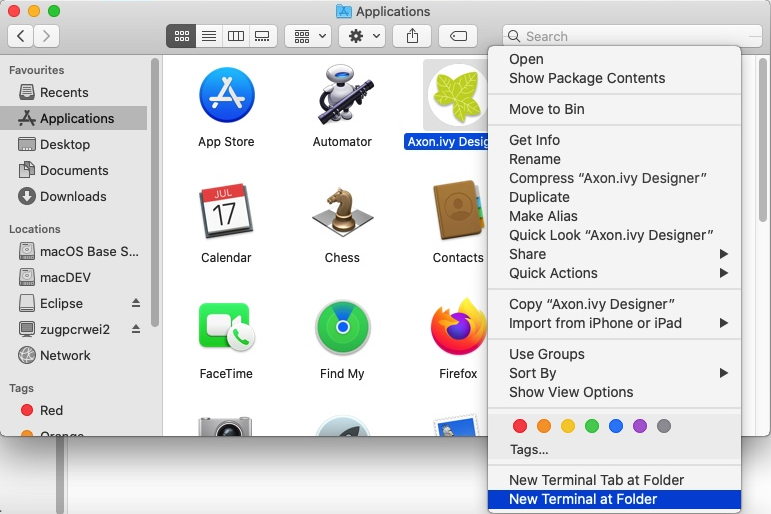 Applications
Search
Favourites
Recents
Applications
Desktop
Documents
Downloads
Locations
macOS Base S...
macDEV
Eclipse
zugpcrwei2
Network
Tags
Red
Orange
App Store
Automator
Axon.ivy Desig
JUL
17
Calendar
Chess
Contacts
FaceTime
Find My
Firefox
Open
Show Package Contents
Move to Bin
Get Info
Rename
Compress “Axon.ivy Designer”
Duplicate
Make Alias
Quick Look “Axon.ivy Designer”
Share
Quick Actions
Copy “Axon.ivy Designer”
Import from iPhone or iPad
Use Groups
Sort By
Show View Options
Tags...
New Terminal Tab at Folder
New Terminal at Folder